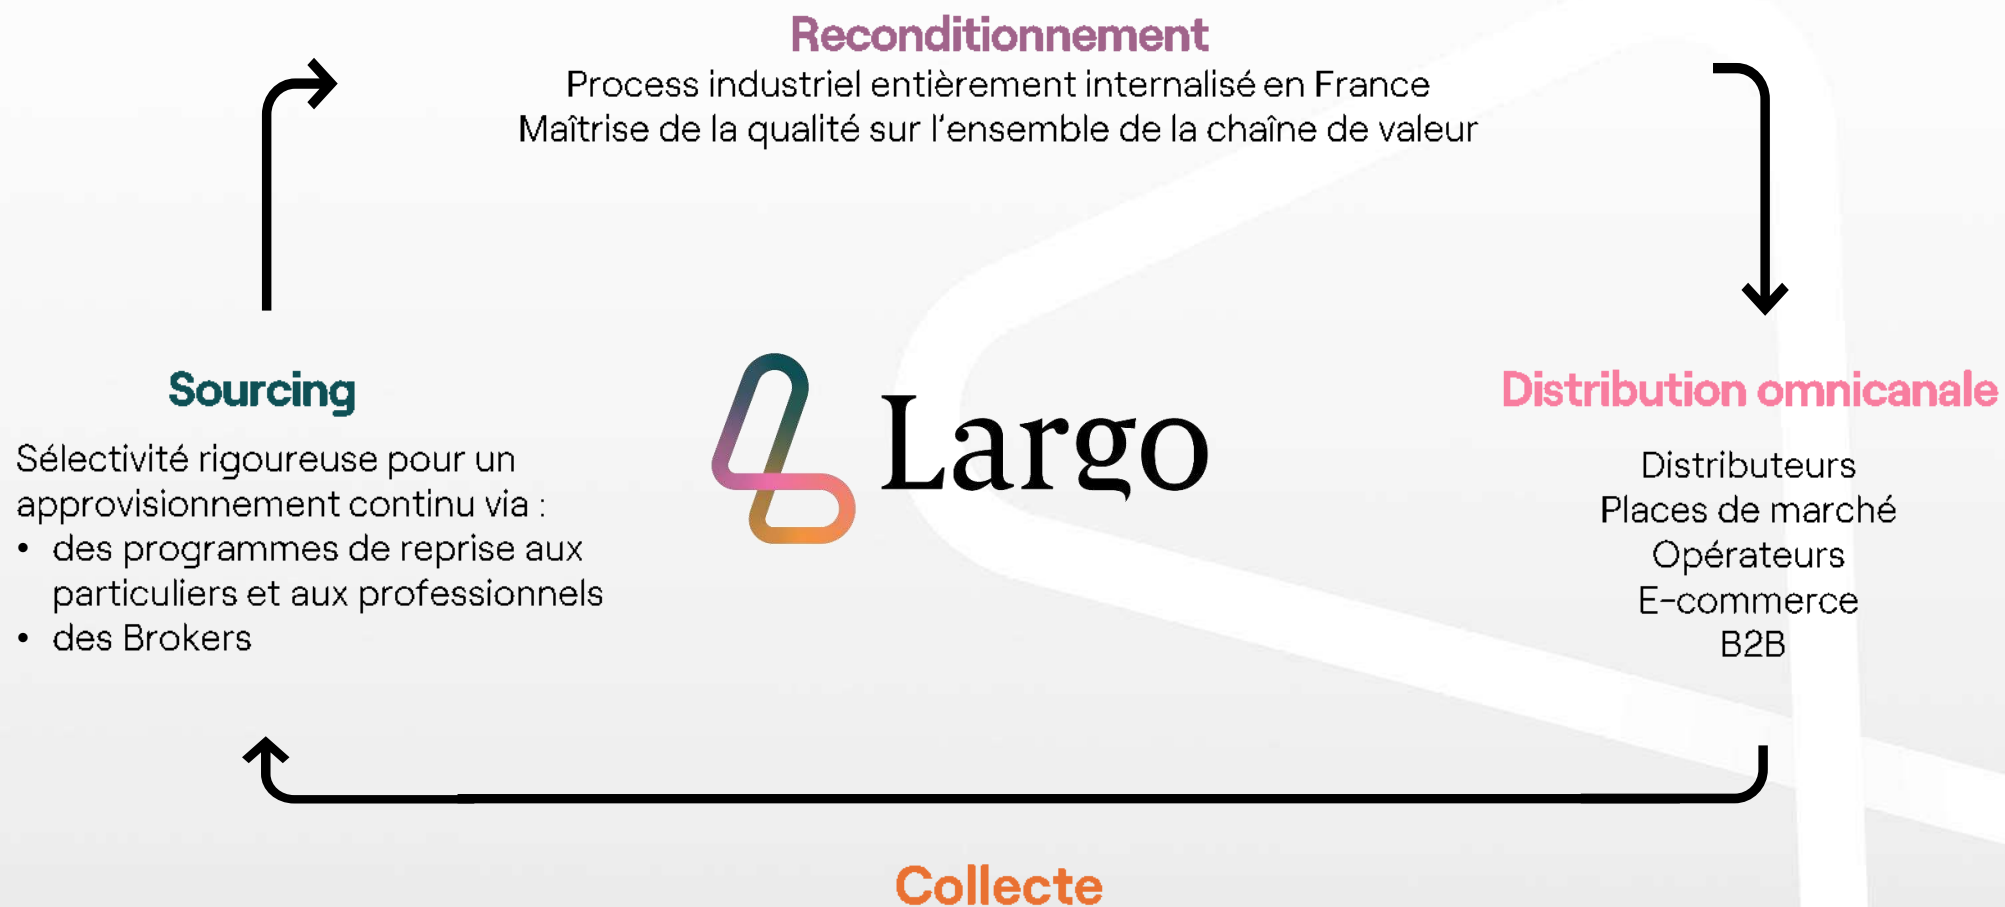 Reconditionnement
Process industriel entièrement internalisé en France
Maîtrise de la qualité sur l'ensemble de la chaîne de valeur
Sourcing
Sélectivité rigoureuse pour un
approvisionnement continu via :
• des programmes de reprise aux
particuliers et aux professionnels
• des Brokers
Largo
Distribution omnicanale
Distributeurs
Places de marché
Opérateurs
E-commerce
B2B
Collecte